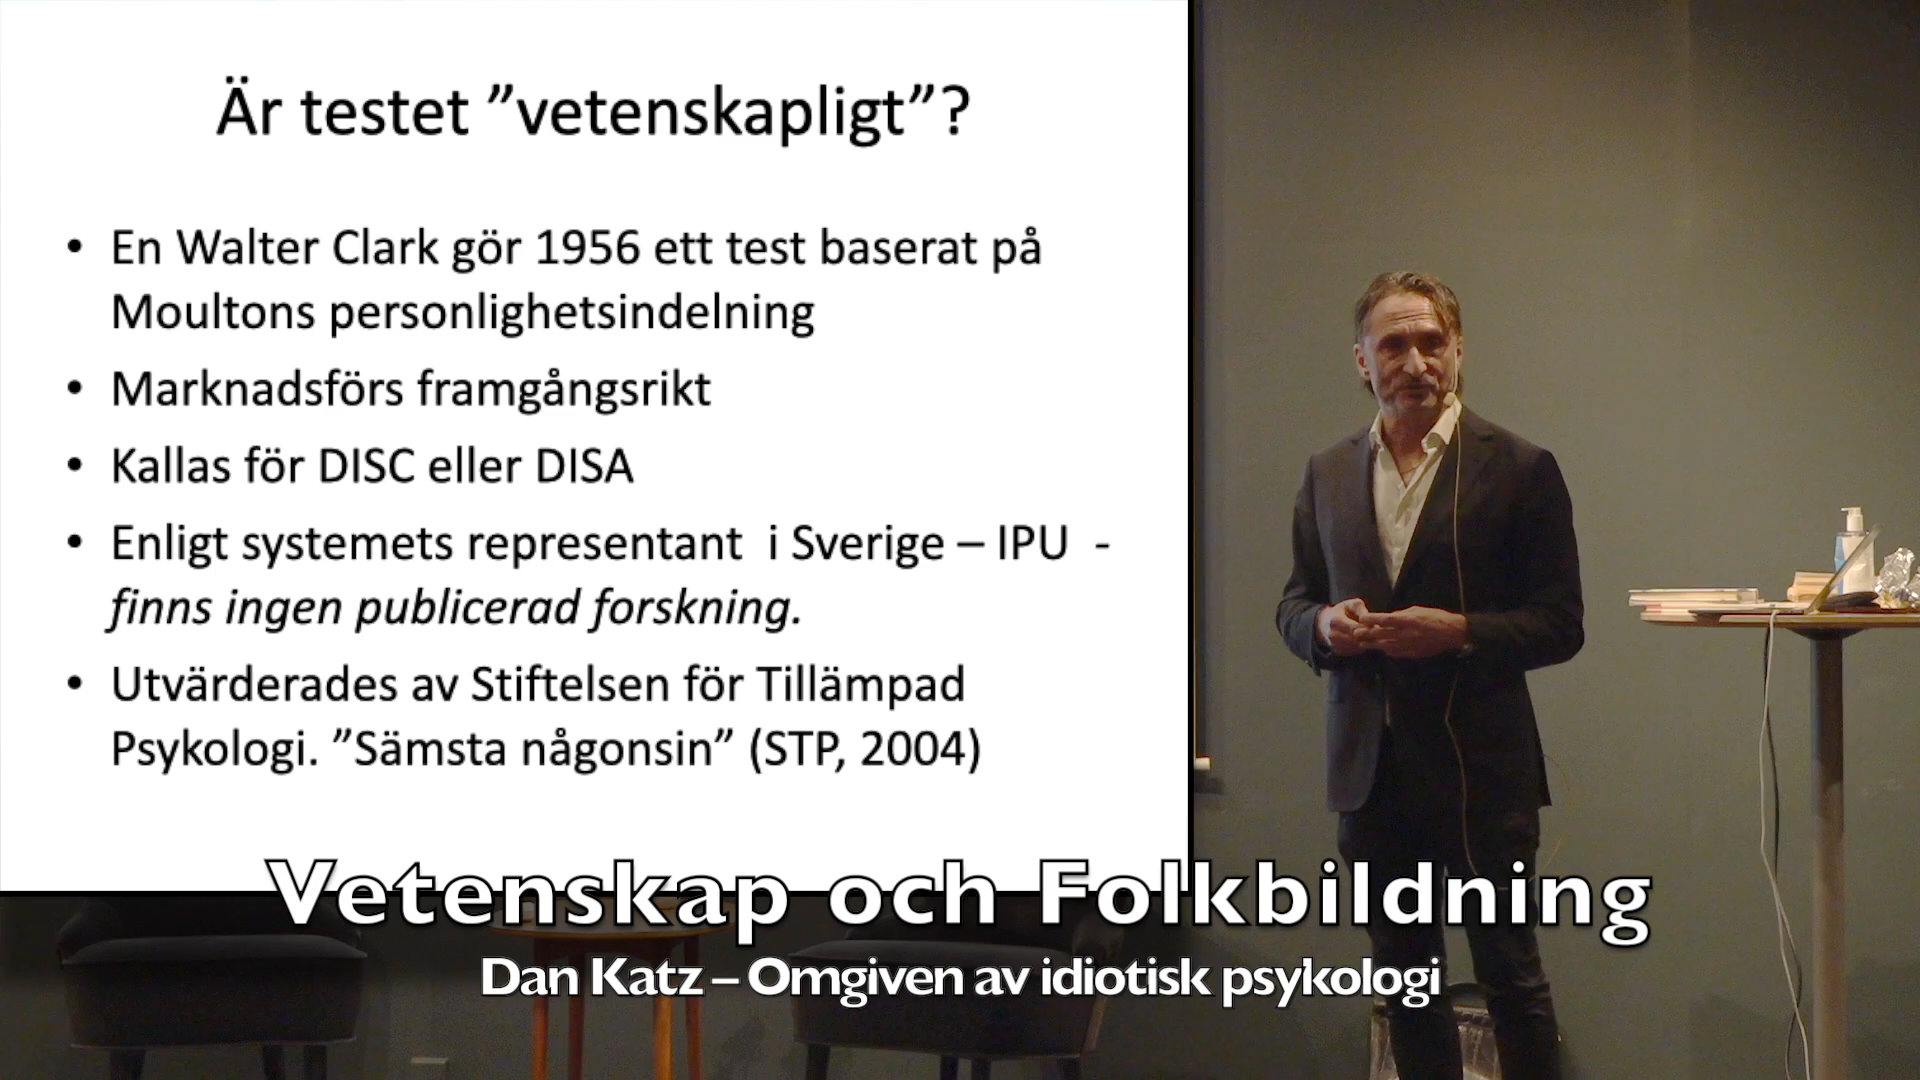 Är testet ”vetenskapligt”?
• En Walter Clark gör 1956 ett test baserat på
Moultons personlighetsindelning
• Marknadsförs framgångsrikt
• Kallas för DISC eller DISA
• Enligt systemets representant i Sverige – IPU -
finns ingen publicerad forskning.
• Utvärderades av Stiftelsen för Tillämpad
Psykologi. ”Sämsta någonsin” (STP, 2004)
Vetenskap och Folkbildning
Dan Katz – Omgiven av idiotisk psykologi